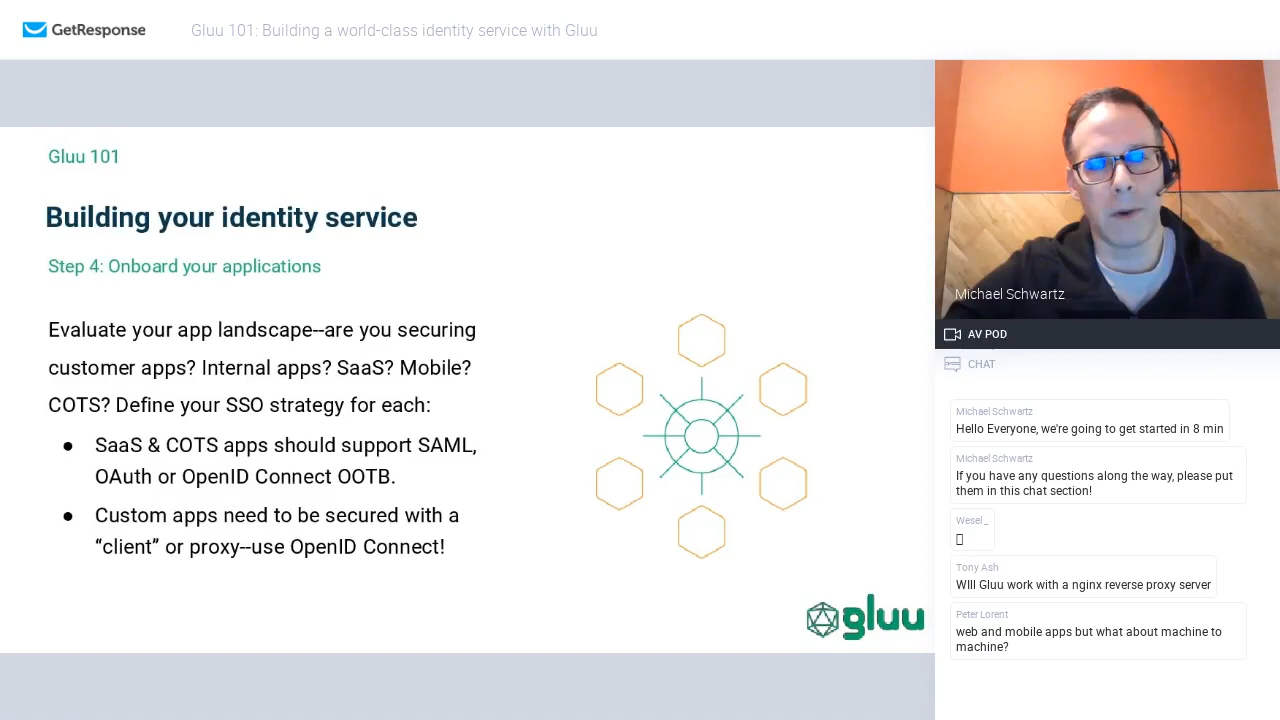 GetResponse
Gluu 101: Building a world-class identity service with Gluu
Gluu 101
Building your identity service
Step 4: Onboard your applications
Evaluate your app landscape--are you securing
customer apps? Internal apps? SaaS? Mobile?
COTS? Define your SSO strategy for each:
● SaaS & COTS apps should support SAML,
OAuth or OpenID Connect OOTB.
● Custom apps need to be secured with a
“client” or proxy--use OpenID Connect!
gluu
Michael Schwartz
AV POD
CHAT
Michael Schwartz
Hello Everyone, we're going to get started in 8 min
Michael Schwartz
If you have any questions along the way, please put
them in this chat section!
Wesel _
Tony Ash
WIll Gluu work with a nginx reverse proxy server
Peter Lorent
web and mobile apps but what about machine to
machine?